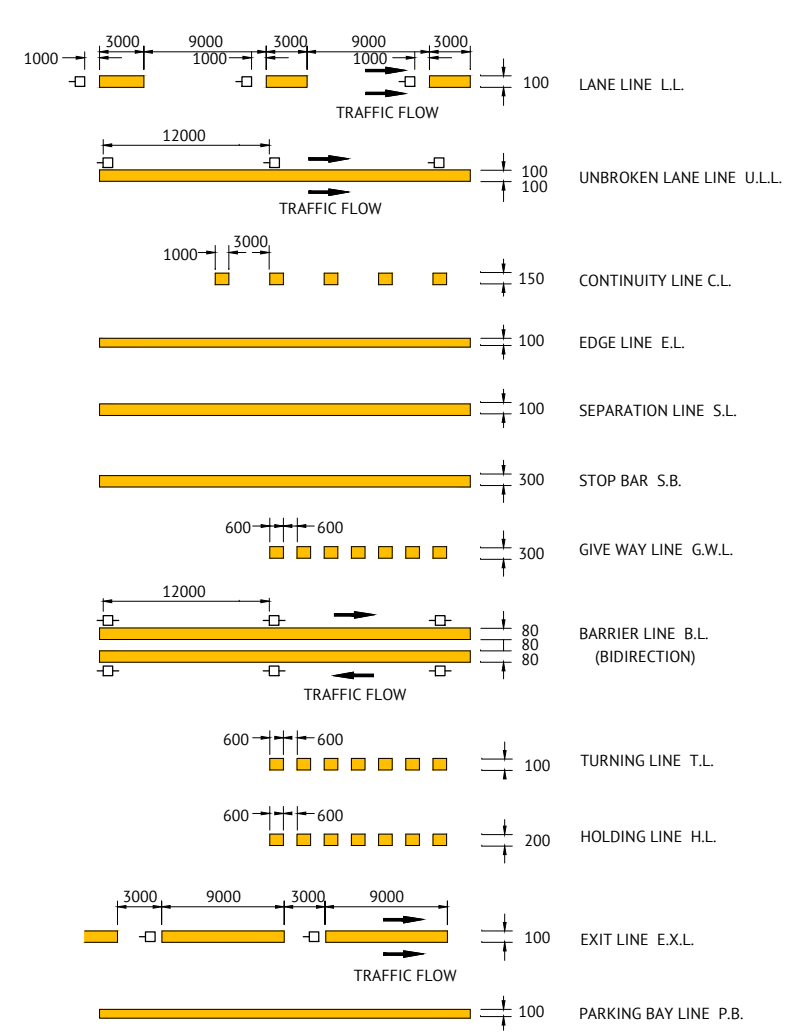 3000 9000 3000 9000 3000
1000 1000 1000
100 LANE LINE L.L.
TRAFFIC FLOW
12000
100
100 UNBROKEN LANE LINE U.L.L.
TRAFFIC FLOW
1000 3000
150 CONTINUITY LINE C.L.
100 EDGE LINE E.L.
100 SEPARATION LINE S.L.
300 STOP BAR S.B.
600 600
300 GIVE WAY LINE G.W.L.
12000
80 BARRIER LINE B.L.
80
80 (BIDIRECTION)
TRAFFIC FLOW
600 600
100 TURNING LINE T.L.
600 600
200 HOLDING LINE H.L.
3000 9000 3000 9000
100 EXIT LINE E.X.L.
TRAFFIC FLOW
100 PARKING BAY LINE P.B.